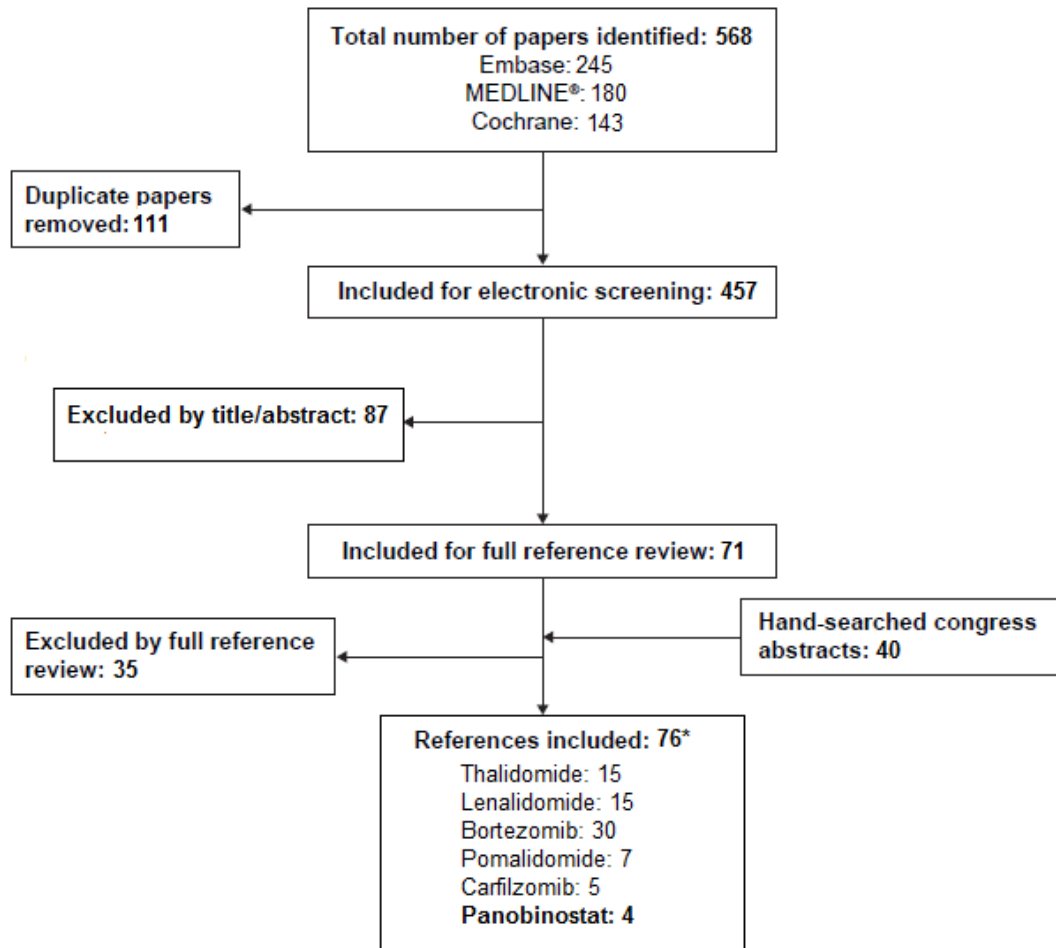 Total number of papers identified: 568
Embase: 245
MEDLINE®: 180
Cochrane: 143
Duplicate papers
removed: 111
Included for electronic screening: 457
Excluded by title/abstract: 87
Included for full reference review: 71
Hand-searched congress
abstracts: 40
Excluded by full reference
review: 35
References included: 76*
Thalidomide: 15
Lenalidomide: 15
Bortezomib: 30
Pomalidomide: 7
Carfilzomib: 5
Panobinostat: 4